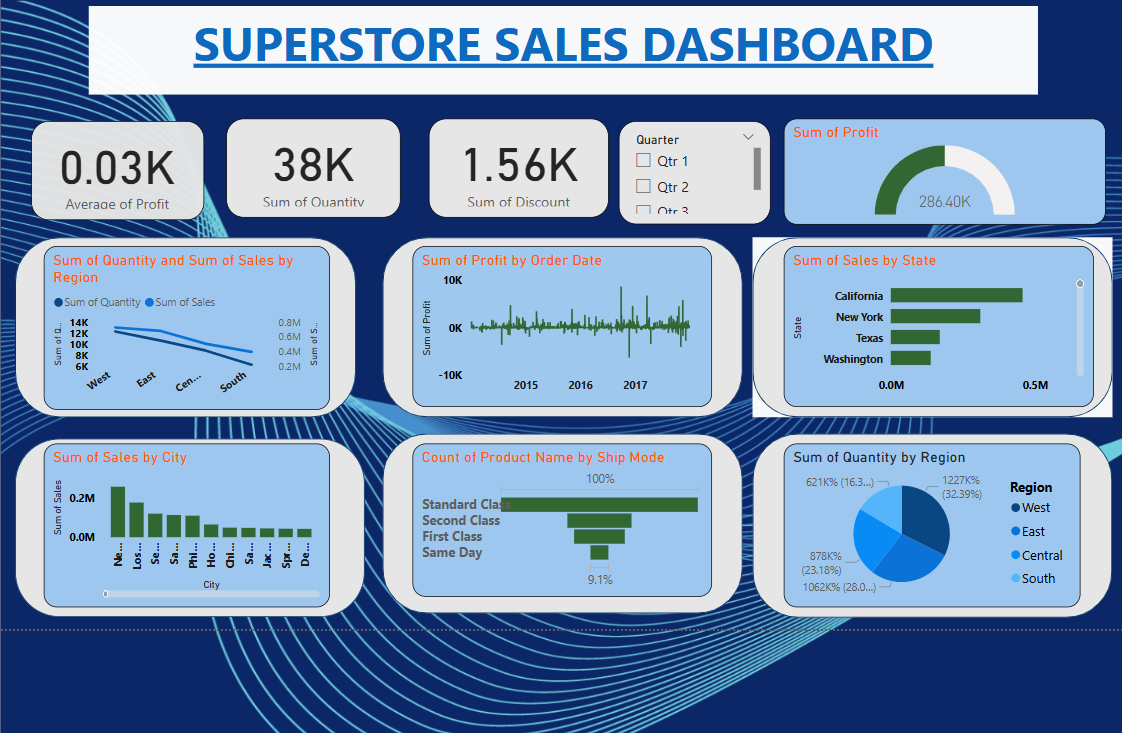 SUPERSTORE SALES DASHBOARD
0.03K
Average of Profit
38K
Sum of Quantity
1.56K
Sum of Discount
Quarter
Qtr 1
Qtr 2
Qtr 3
Sum of Profit
286.40K
Sum of Quantity and Sum of Sales by
Region
Sum of Quantity Sum of Sales
Sum of Q...
14K
12K
10K
8K
6K
0.8M
0.6M
0.4M
0.2M
Sum of S...
West East Cen... South
Sum of Profit by Order Date
Sum of Profit
10K
0K
-10K
2015 2016 2017
Sum of Sales by State
State
California
New York
Texas
Washington
0.0M 0.5M
Sum of Sales by City
Sum of Sales
0.2M
0.0M
Ne... Los... Se... Sa... Phi... Ho... Chi... Sa... Jac... Spr... De...
City
Count of Product Name by Ship Mode
100%
Standard Class
Second Class
First Class
Same Day
9.1%
Sum of Quantity by Region
621K% (16.3...)
1227K%
(32.39%)
878K%
(23.18%)
1062K% (28.0...)
Region
West
East
Central
South